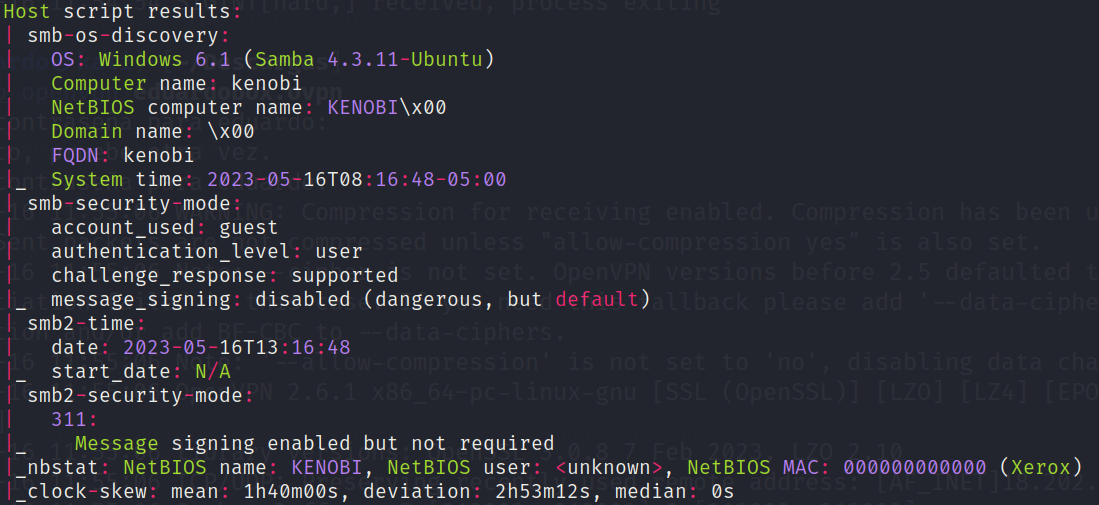 Host script results:
| smb-os-discovery:
|   OS: Windows 6.1 (Samba 4.3.11-Ubuntu)
|   Computer name: kenobi
|   NetBIOS computer name: KENOBI\x00
|   Domain name: \x00
|   FQDN: kenobi
|_  System time: 2023-05-16T08:16:48-05:00
| smb-security-mode:
|   account_used: guest
|   authentication_level: user
|   challenge_response: supported
|_  message_signing: disabled (dangerous, but default)
| smb2-time:
|   date: 2023-05-16T13:16:48
|_  start_date: N/A
| smb2-security-mode:
|   311:
|_    Message signing enabled but not required
|_nbstat: NetBIOS name: KENOBI, NetBIOS user: <unknown>, NetBIOS MAC: 000000000000 (Xerox)
|_clock-skew: mean: 1h40m00s, deviation: 2h53m12s, median: 0s